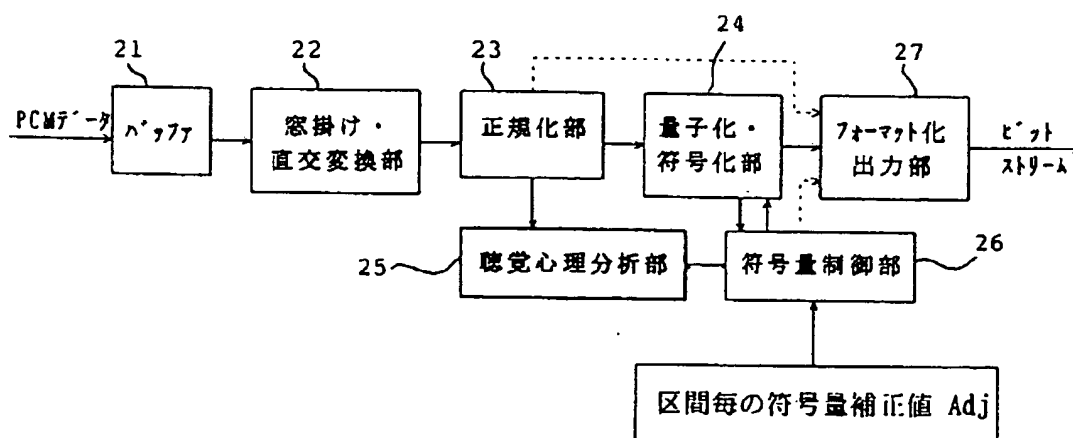 24
21
22
23
27
PCMデータ
バッファ
窓掛け・
直交変換部
正規化部
量子化・
符号化部
フォーマット化
出力部
ビット
ストリーム
25
聴覚心理分析部
符号量制御部
26
区間毎の符号量補正値 Adj